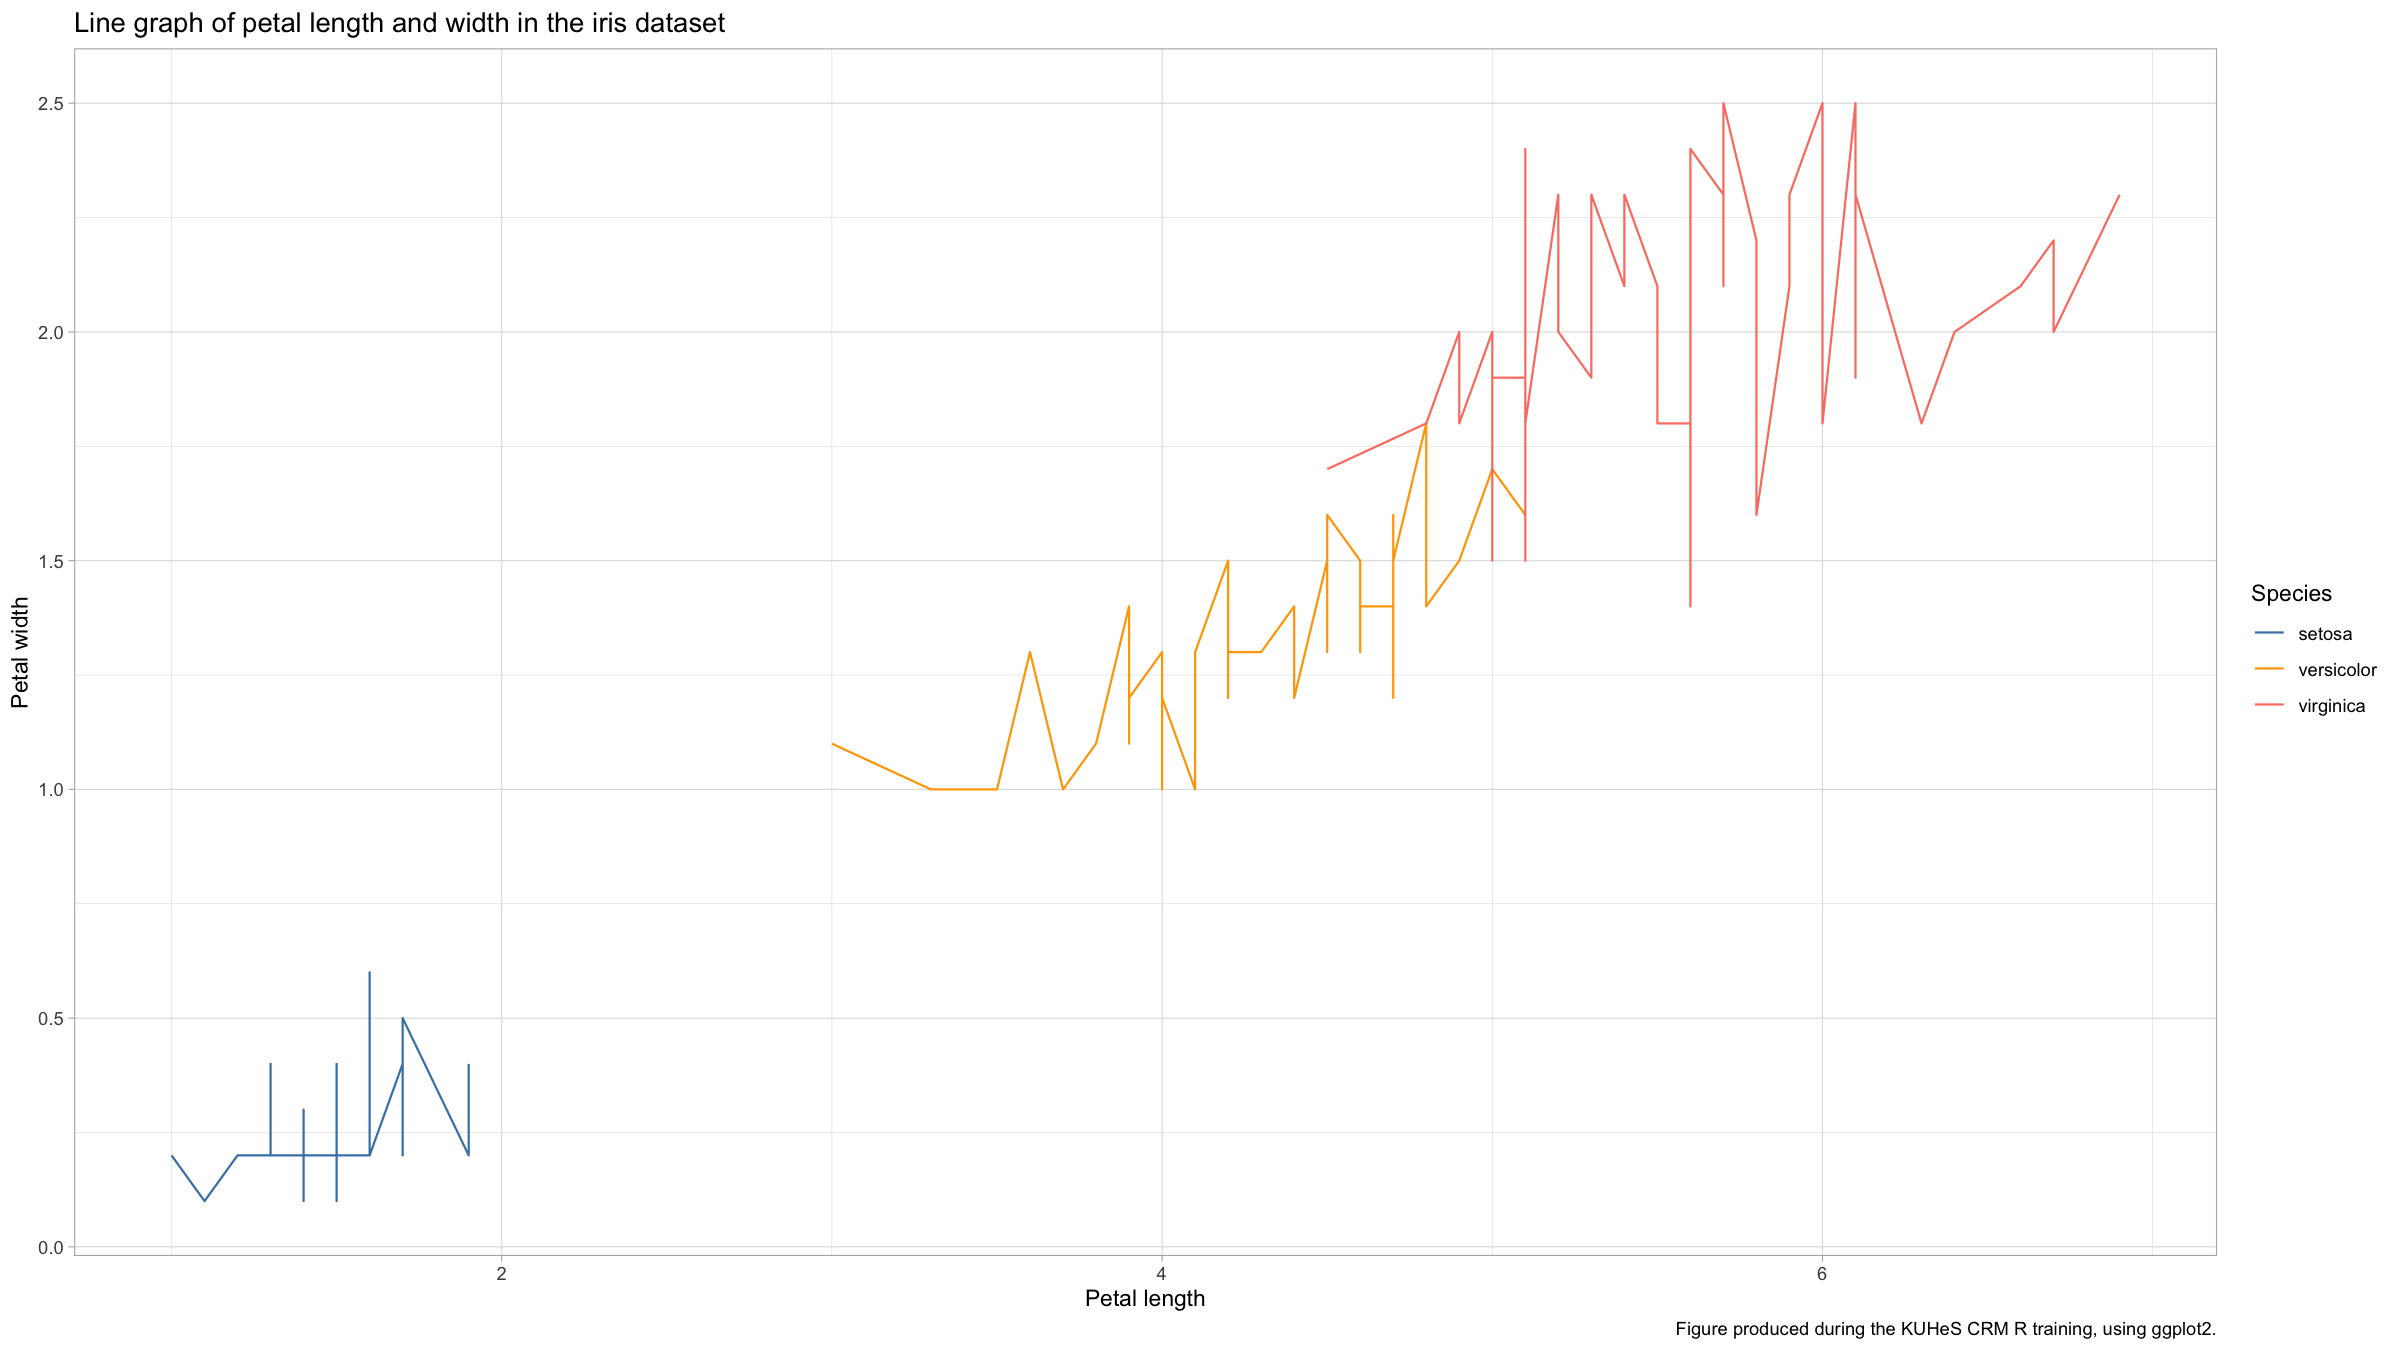 Line graph of petal length and width in the iris dataset
2.5
2.0
1.5
1.0
0.5
0.0
Petal width
2 4 6
Petal length
Species
setosa
versicolor
virginica
Figure produced during the KUHeS CRM R training, using ggplot2.